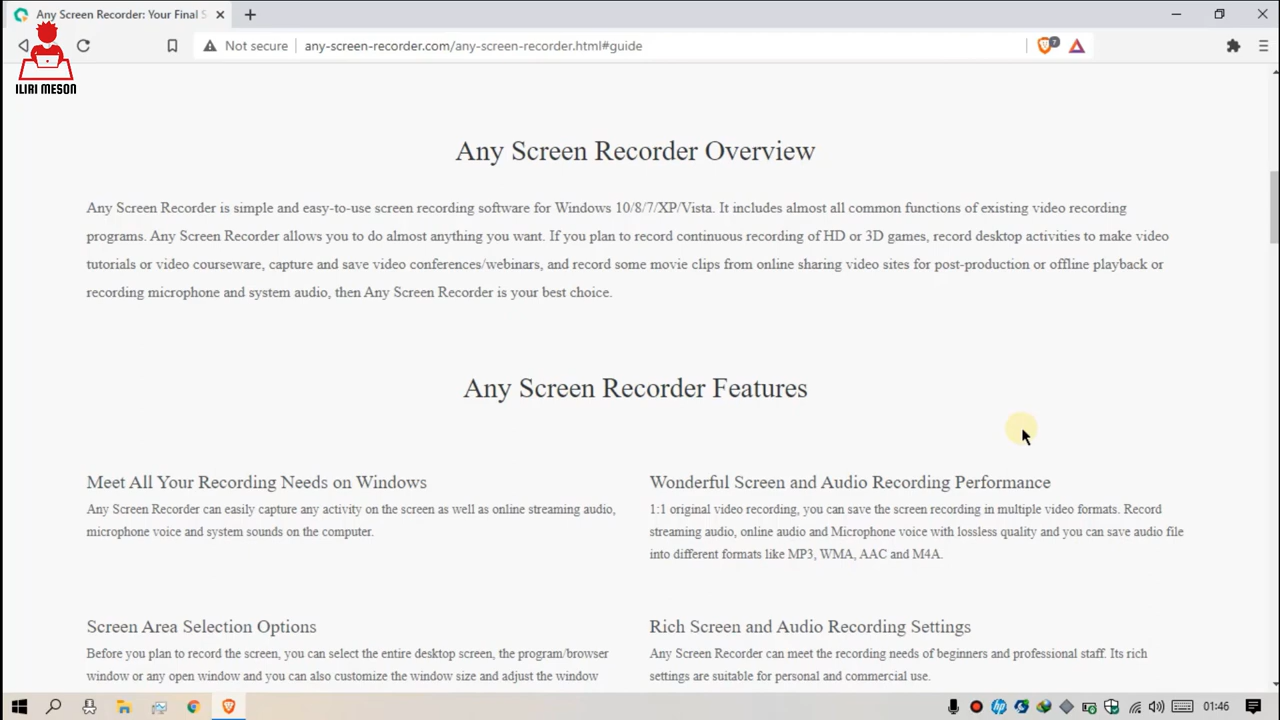 Any Screen Recorder: Your Final S
ILIRI MESON
Not secure
any-screen-recorder.com/any-screen-recorder.html#guide
7
Any Screen Recorder Overview
Any Screen Recorder is simple and easy-to-use screen recording software for Windows 10/8/7/XP/Vista. It includes almost all common functions of existing video recording
programs. Any Screen Recorder allows you to do almost anything you want. If you plan to record continuous recording of HD or 3D games, record desktop activities to make video
tutorials or video courseware, capture and save video conferences/webinars, and record some movie clips from online sharing video sites for post-production or offline playback or
recording microphone and system audio, then Any Screen Recorder is your best choice.
Any Screen Recorder Features
Meet All Your Recording Needs on Windows
Any Screen Recorder can easily capture any activity on the screen as well as online streaming audio,
microphone voice and system sounds on the computer.
Wonderful Screen and Audio Recording Performance
1:1 original video recording, you can save the screen recording in multiple video formats. Record
streaming audio, online audio and Microphone voice with lossless quality and you can save audio file
into different formats like MP3, WMA, AAC and M4A.
Screen Area Selection Options
Before you plan to record the screen, you can select the entire desktop screen, the program/browser
window or any open window and you can also customize the window size and adjust the window
Rich Screen and Audio Recording Settings
Any Screen Recorder can meet the recording needs of beginners and professional staff. Its rich
settings are suitable for personal and commercial use.
01:46